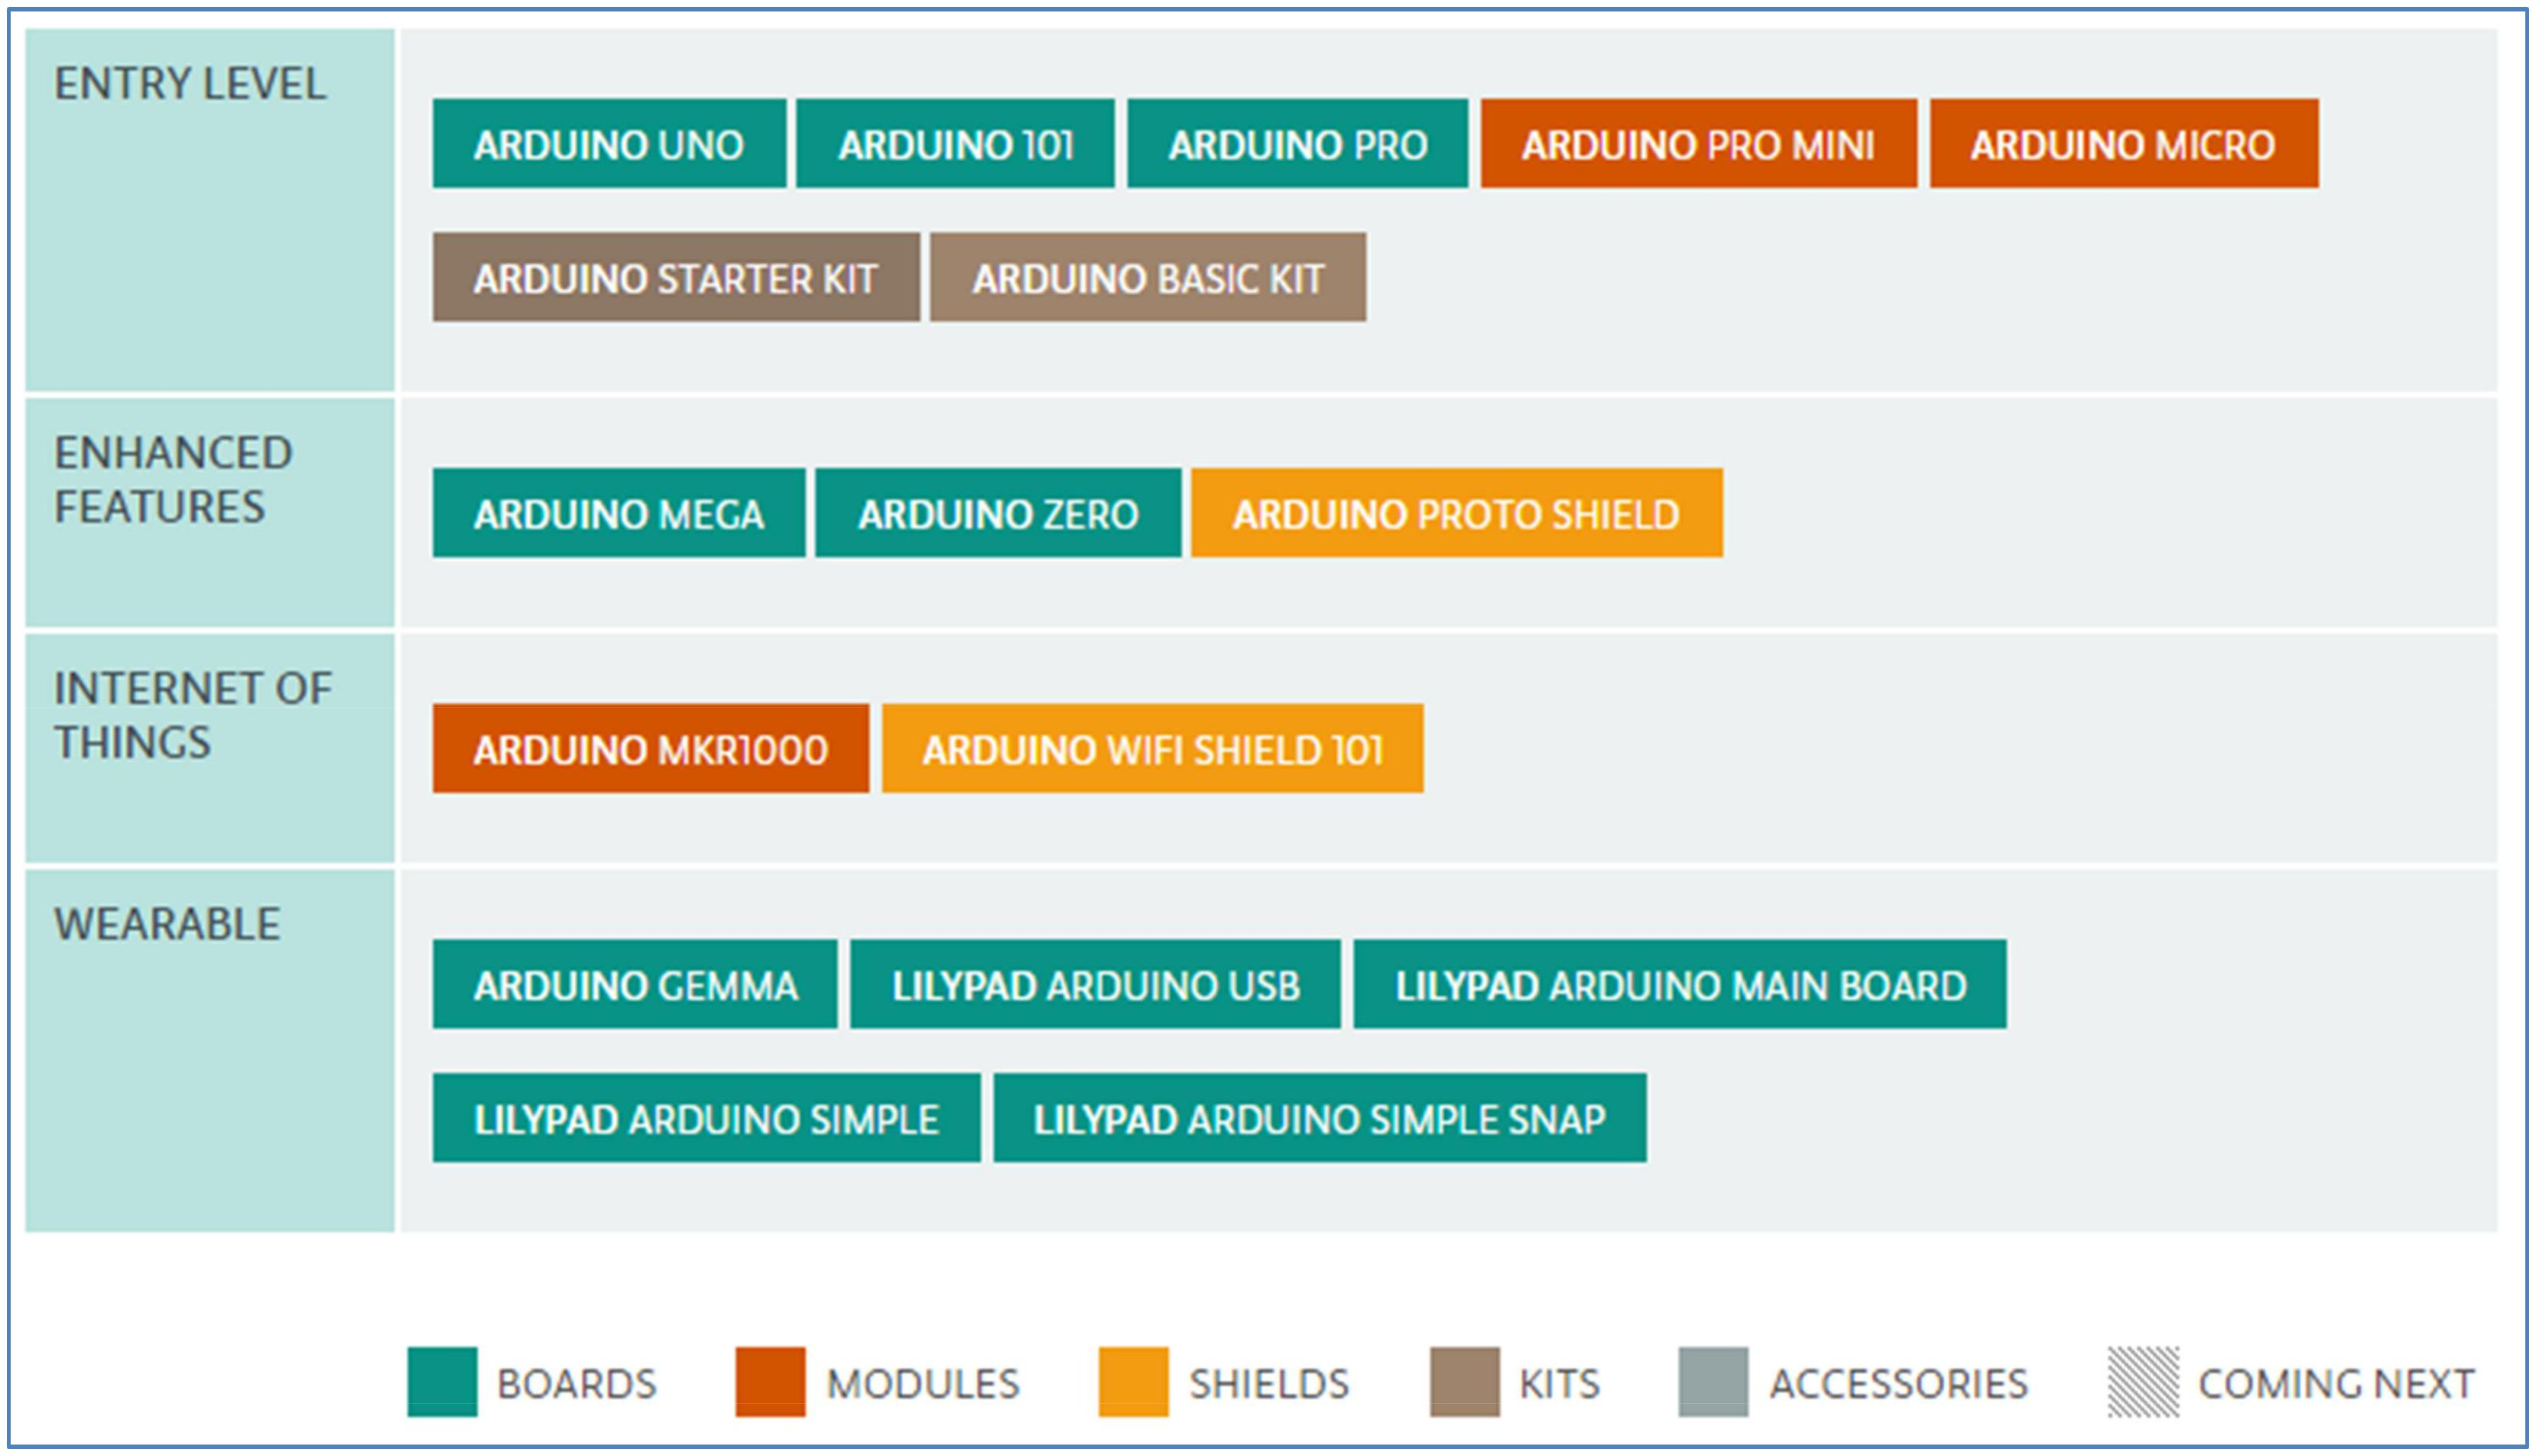 ENTRY LEVEL
ARDUINO UNO
ARDUINO 101
ARDUINO PRO
ARDUINO PRO MINI
ARDUINO MICRO
ARDUINO STARTER KIT
ARDUINO BASIC KIT
ENHANCED
FEATURES
ARDUINO MEGA
ARDUINO ZERO
ARDUINO PROTO SHIELD
INTERNET OF
THINGS
ARDUINO MKR1000
ARDUINO WIFI SHIELD 101
WEARABLE
ARDUINO GEMMA
LILYPAD ARDUINO USB
LILYPAD ARDUINO MAIN BOARD
LILYPAD ARDUINO SIMPLE
LILYPAD ARDUINO SIMPLE SNAP
BOARDS
MODULES
SHIELDS
KITS
ACCESSORIES
COMING NEXT